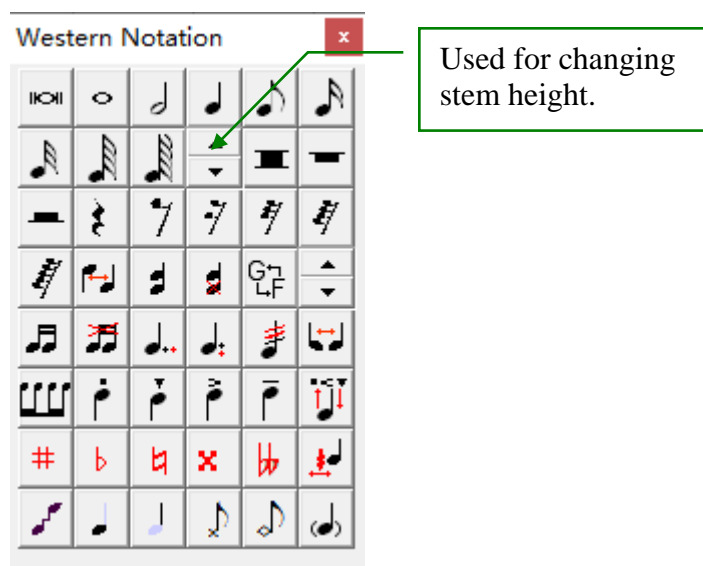 Western Notation
x
Used for changing
stem height.
G
F